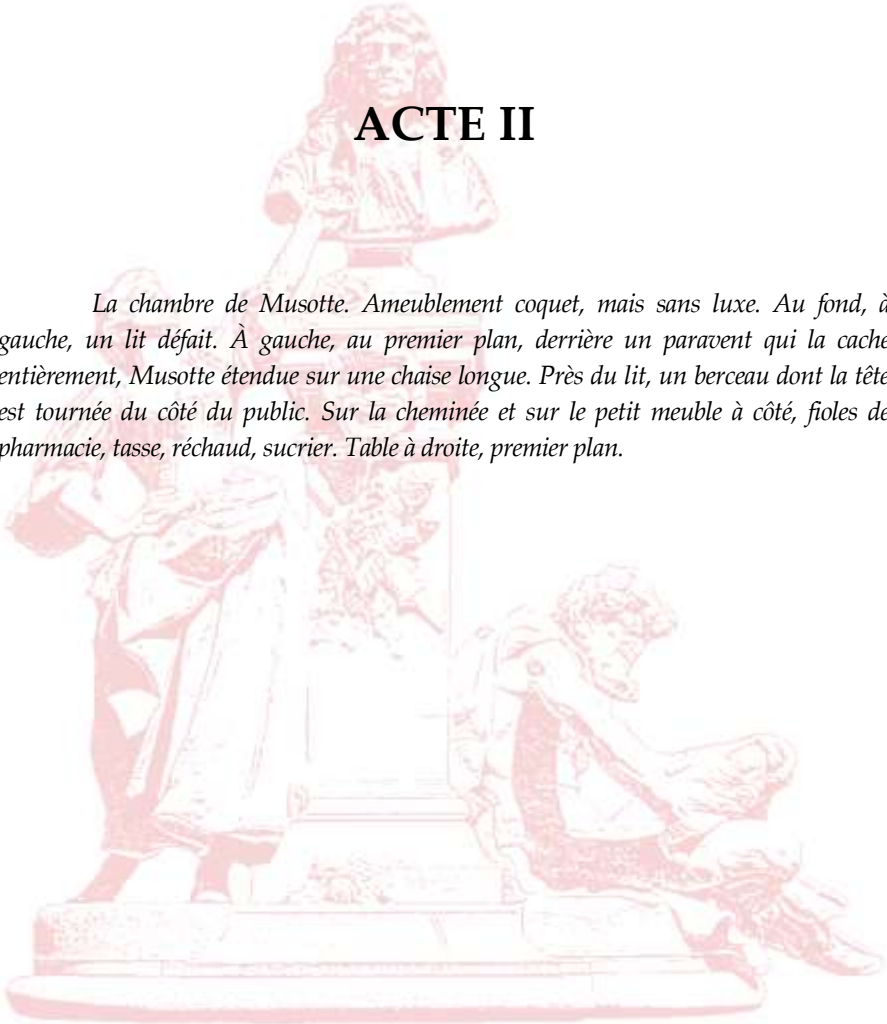 ACTE II
La chambre de Musotte. Ameublement coquet, mais sans luxe. Au fond, à
gauche, un lit défait. À gauche, au premier plan, derrière un paravent qui la cache
entièrement, Musotte étendue sur une chaise longue. Près du lit, un berceau dont la tête
est tournée du côté du public. Sur la cheminée et sur le petit meuble à côté, fioles de
pharmacie, tasse, réchaud, sucrier. Table à droite, premier plan.